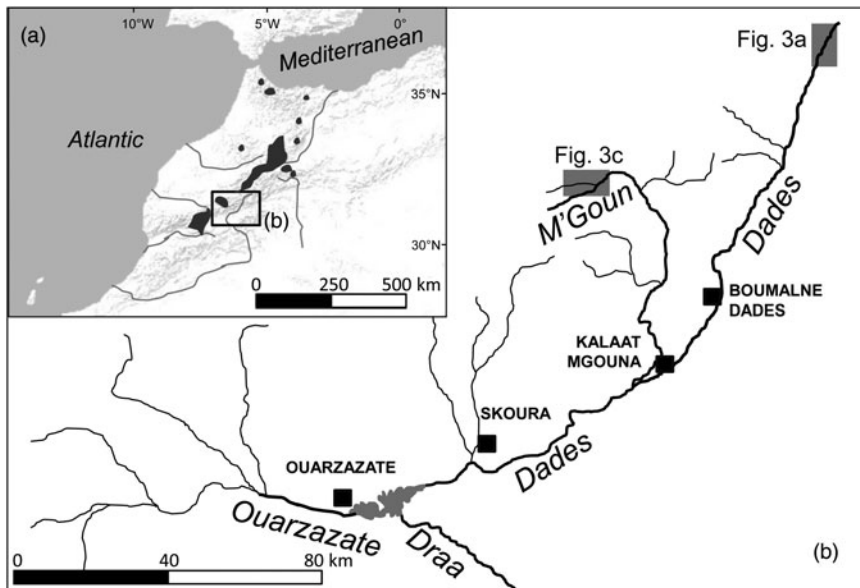 (a)
10°W 5°W 0°
Mediterranean
35°N
Atlantic
30°N
(b)
0 250 500 km
Fig. 3a
Fig. 3c
M'Goun
Dades
BOUMALNE
DADES
KALAAT
MGOUNA
SKOURA
Dades
OUARZAZATE
Ouarzazate
Draa
0 40 80 km
(b)